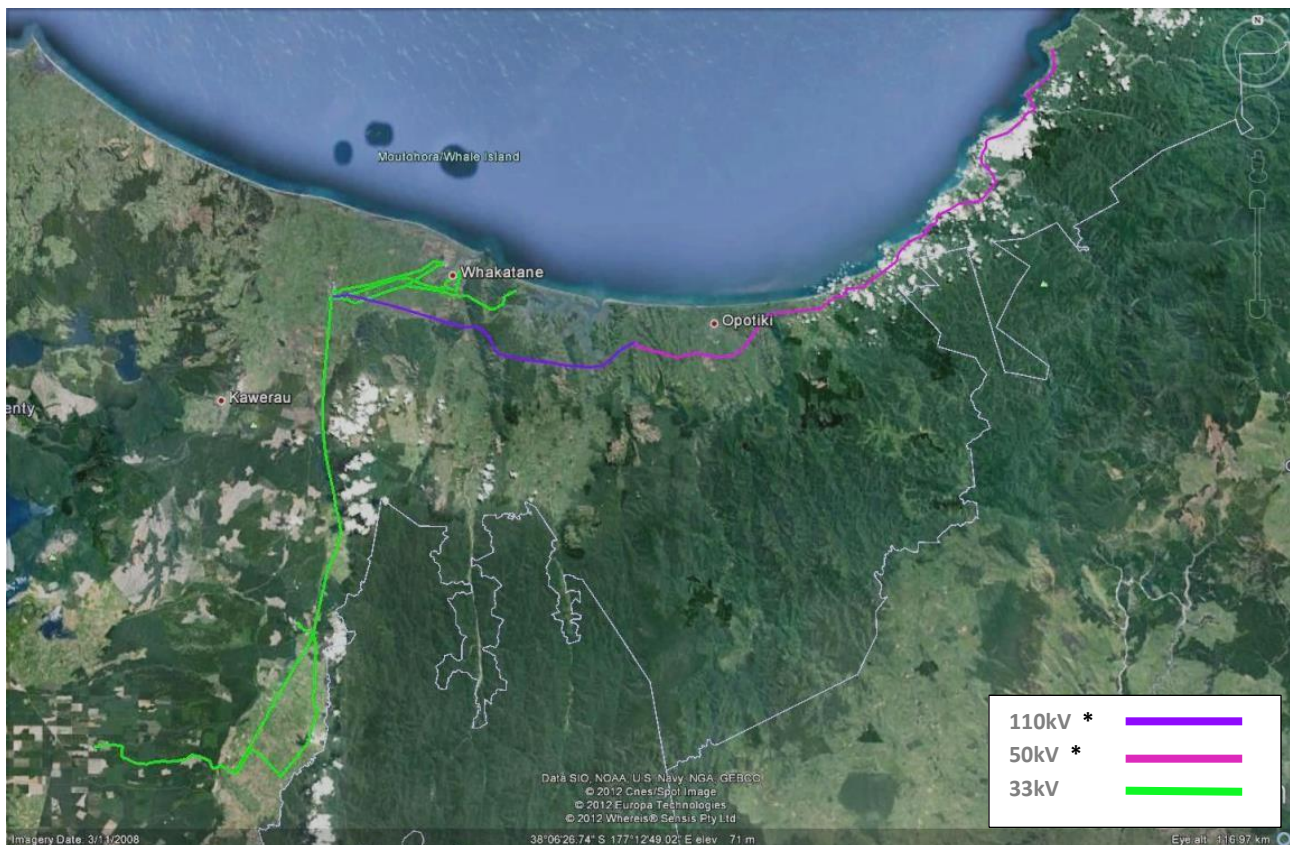 N
Moutohora/Whale Island
Whakatane
Opotiki
Kawerau
enty
110kV *
50kV *
33kV
Data SIO, NOAA, U.S. Navy, NGA, GEBCO
© 2012 Cnes/Spot Image
© 2012 Europa Technologies
© 2012 Whereis® Sensis Pty Ltd
Imagery Date: 3/11/2008
38°06'26.74" S 177°12'49.02" E elev 71 m
Eye alt 116.97 km